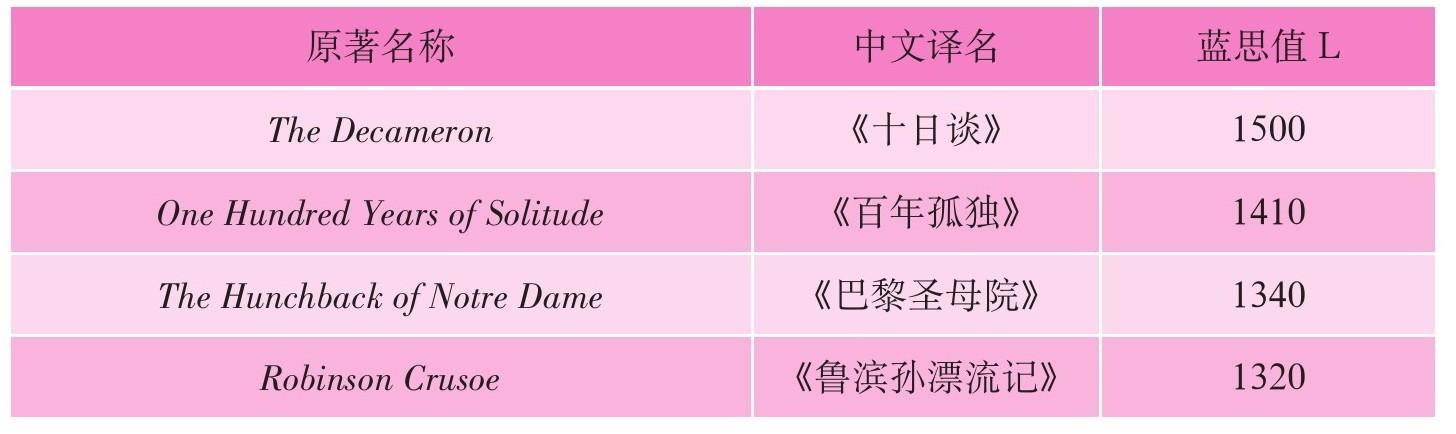 原著名称 中文译名 蓝思值 L
The Decameron 《十日谈》 1500
One Hundred Years of Solitude 《百年孤独》 1410
The Hunchback of Notre Dame 《巴黎圣母院》 1340
Robinson Crusoe 《鲁滨孙漂流记》 1320